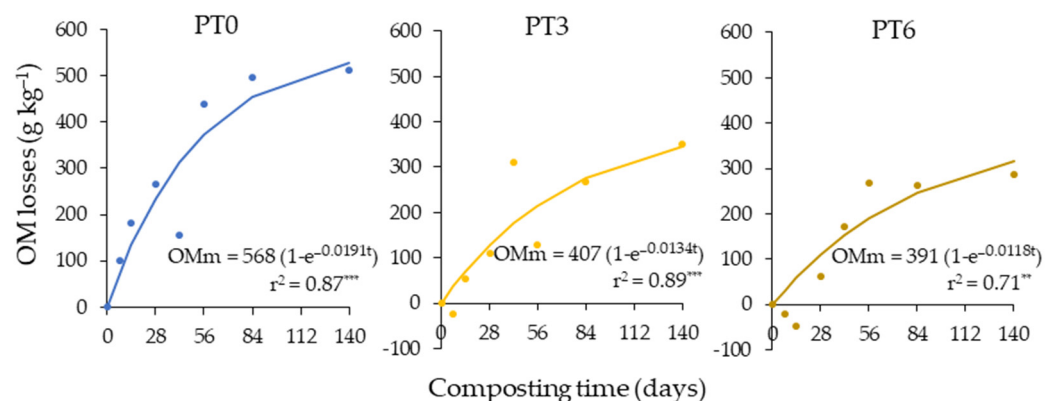 PT0
PT3
PT6
OM losses (g kg⁻¹)
600
500
400
300
200
100
0
-100
0 28 56 84 112 140
OMm = 568 (1-e⁻⁰·⁰¹⁹¹ᵗ)
r² = 0.87***
600
500
400
300
200
100
0
-100
0 28 56 84 112 140
OMm = 407 (1-e⁻⁰·⁰¹³⁴ᵗ)
r² = 0.89***
600
500
400
300
200
100
0
-100
0 28 56 84 112 140
OMm = 391 (1-e⁻⁰·⁰¹¹⁸ᵗ)
r² = 0.71**
Composting time (days)